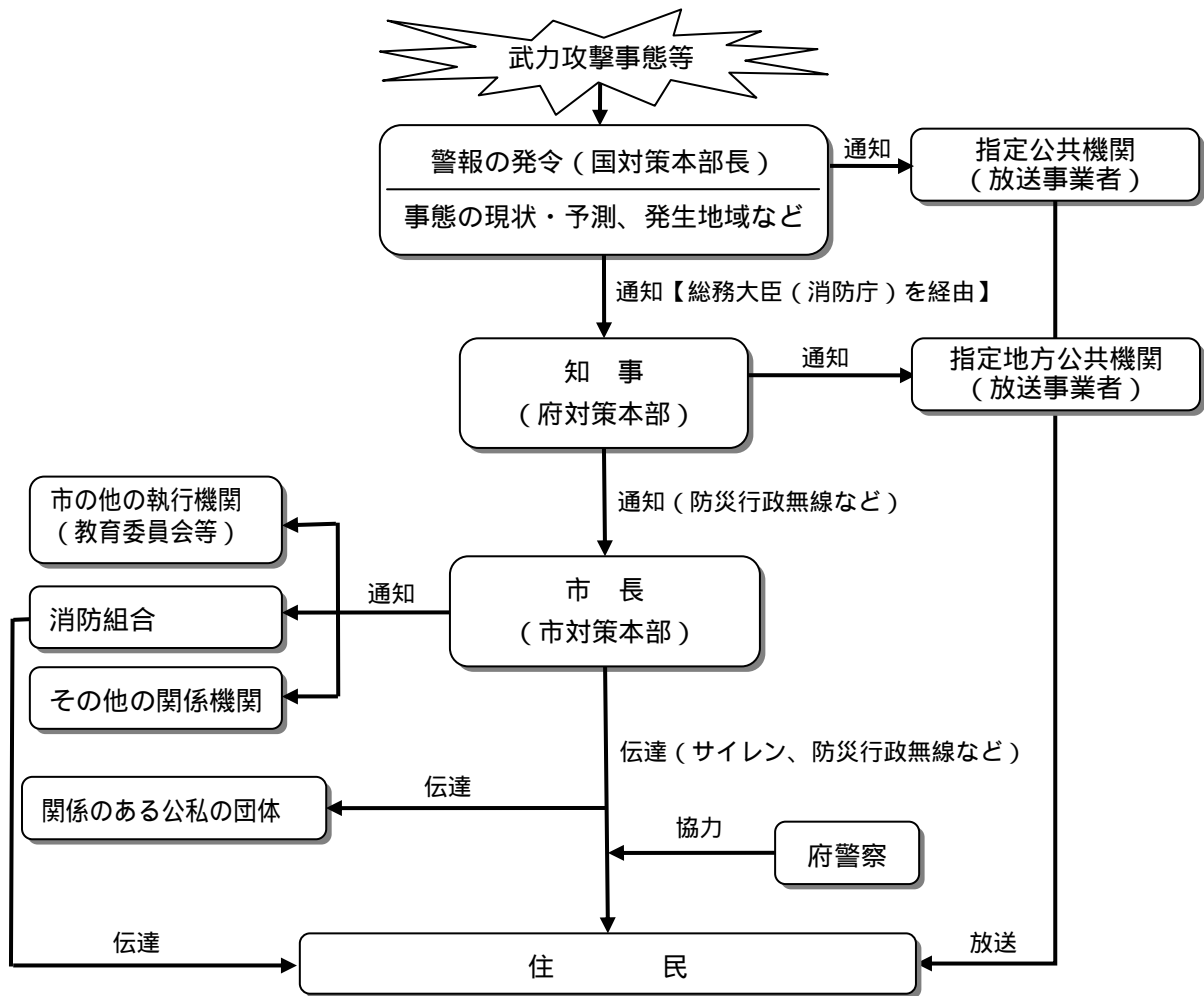 武力攻撃事態等
警報の発令（国対策本部長）
事態の現状・予測、発生地域など
通知
指定公共機関
（放送事業者）
通知【総務大臣（消防庁）を経由】
知　事
（府対策本部）
通知
指定地方公共機関
（放送事業者）
通知（防災行政無線など）
市の他の執行機関
（教育委員会等）
消防組合
その他の関係機関
通知
市　長
（市対策本部）
伝達（サイレン、防災行政無線など）
関係のある公私の団体
伝達
協力
府警察
伝達
住　　　民
放送